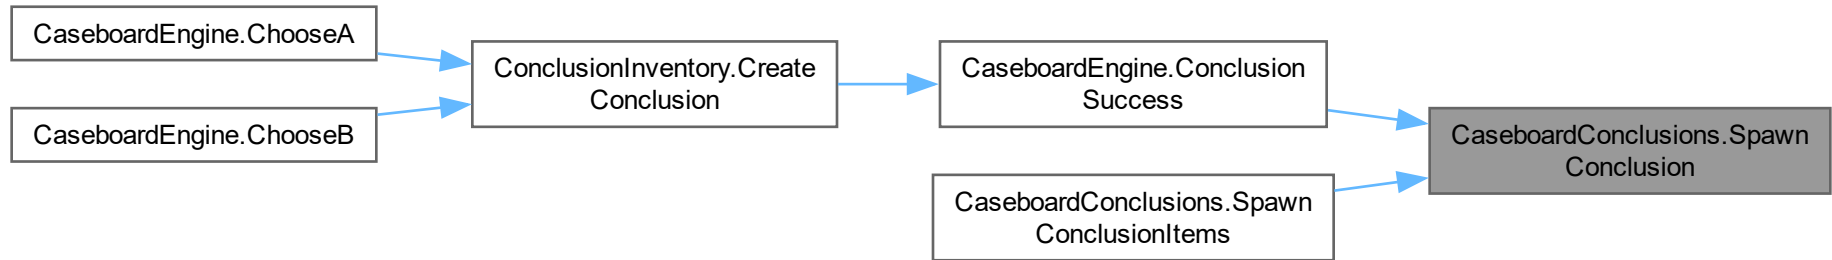 CaseboardEngine.ChooseA
CaseboardEngine.ChooseB
ConclusionInventory.Create
Conclusion
CaseboardEngine.Conclusion
Success
CaseboardConclusions.Spawn
ConclusionItems
CaseboardConclusions.Spawn
Conclusion